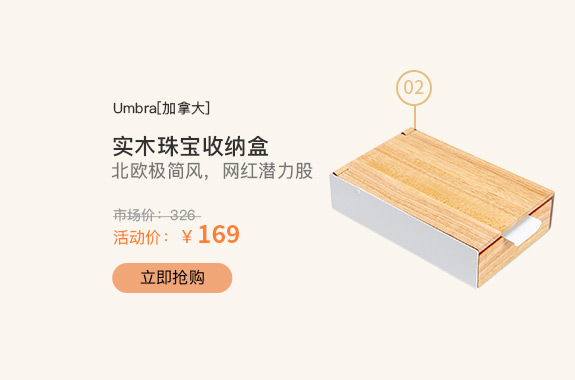 02
Umbra[加拿大]
实木珠宝收纳盒
北欧极简风，网红潜力股
市场价：326
活动价：￥169
立即抢购